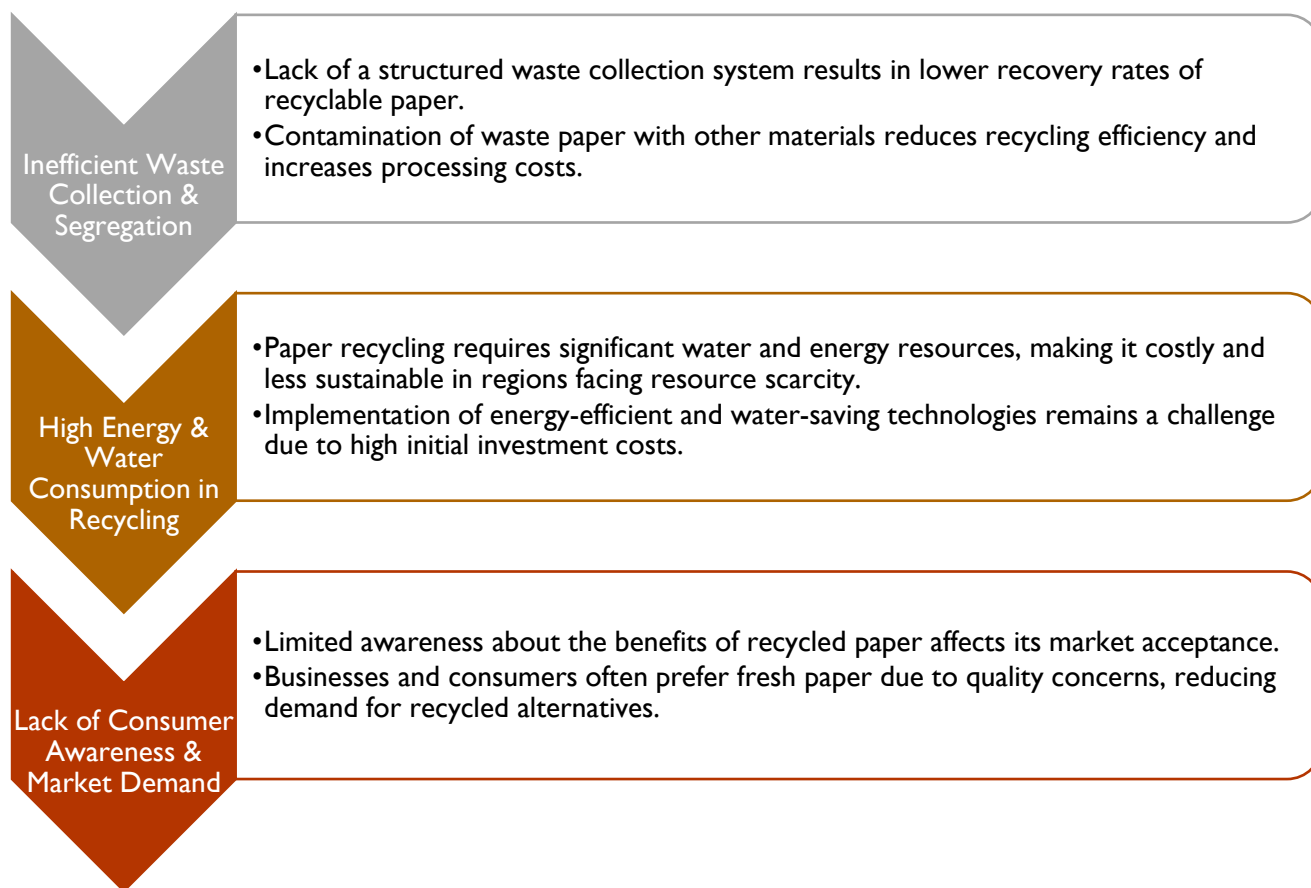 Inefficient Waste
Collection &
Segregation
•Lack of a structured waste collection system results in lower recovery rates of
recyclable paper.
•Contamination of waste paper with other materials reduces recycling efficiency and
increases processing costs.
High Energy &
Water
Consumption in
Recycling
•Paper recycling requires significant water and energy resources, making it costly and
less sustainable in regions facing resource scarcity.
•Implementation of energy-efficient and water-saving technologies remains a challenge
due to high initial investment costs.
Lack of Consumer
Awareness &
Market Demand
•Limited awareness about the benefits of recycled paper affects its market acceptance.
•Businesses and consumers often prefer fresh paper due to quality concerns, reducing
demand for recycled alternatives.